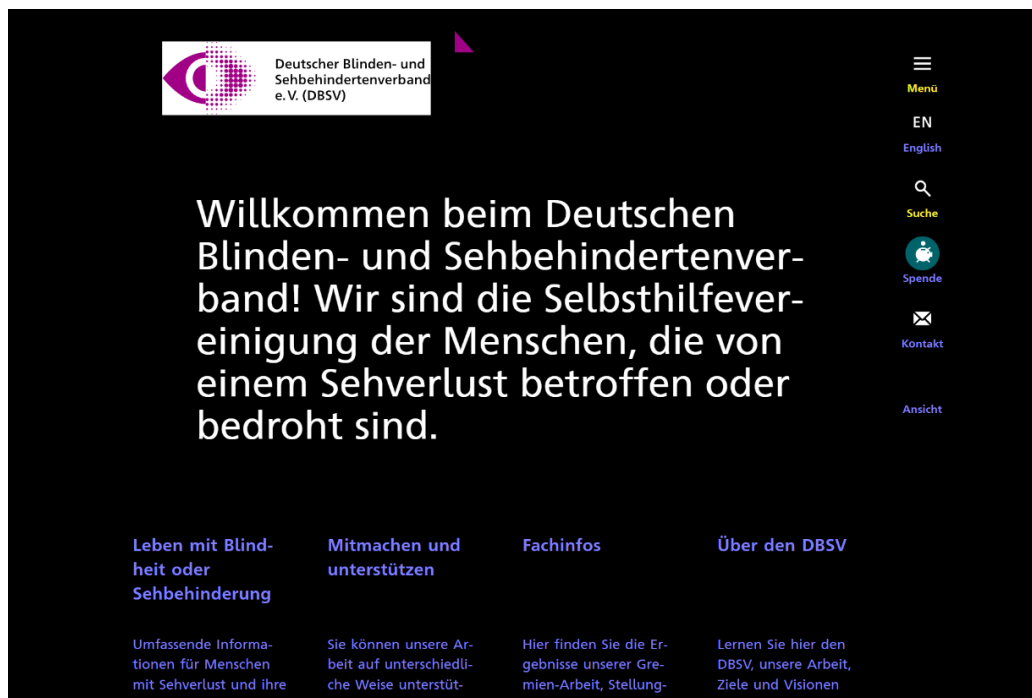 Deutscher Blinden- und
Sehbehindertenverband
e. V. (DBSV)
Menü
EN
English
Suche
Spende
Kontakt
Ansicht
Willkommen beim Deutschen
Blinden- und Sehbehindertenver-
band! Wir sind die Selbsthilfever-
einigung der Menschen, die von
einem Sehverlust betroffen oder
bedroht sind.
Leben mit Blind-
heit oder
Sehbehinderung
Umfassende Informa-
tionen für Menschen
mit Sehverlust und ihre
Mitmachen und
unterstützen
Sie können unsere Ar-
beit auf unterschiedli-
che Weise unterstüt-
Fachinfos
Hier finden Sie die Er-
gebnisse unserer Gre-
mien-Arbeit, Stellung-
Über den DBSV
Lernen Sie hier den
DBSV, unsere Arbeit,
Ziele und Visionen